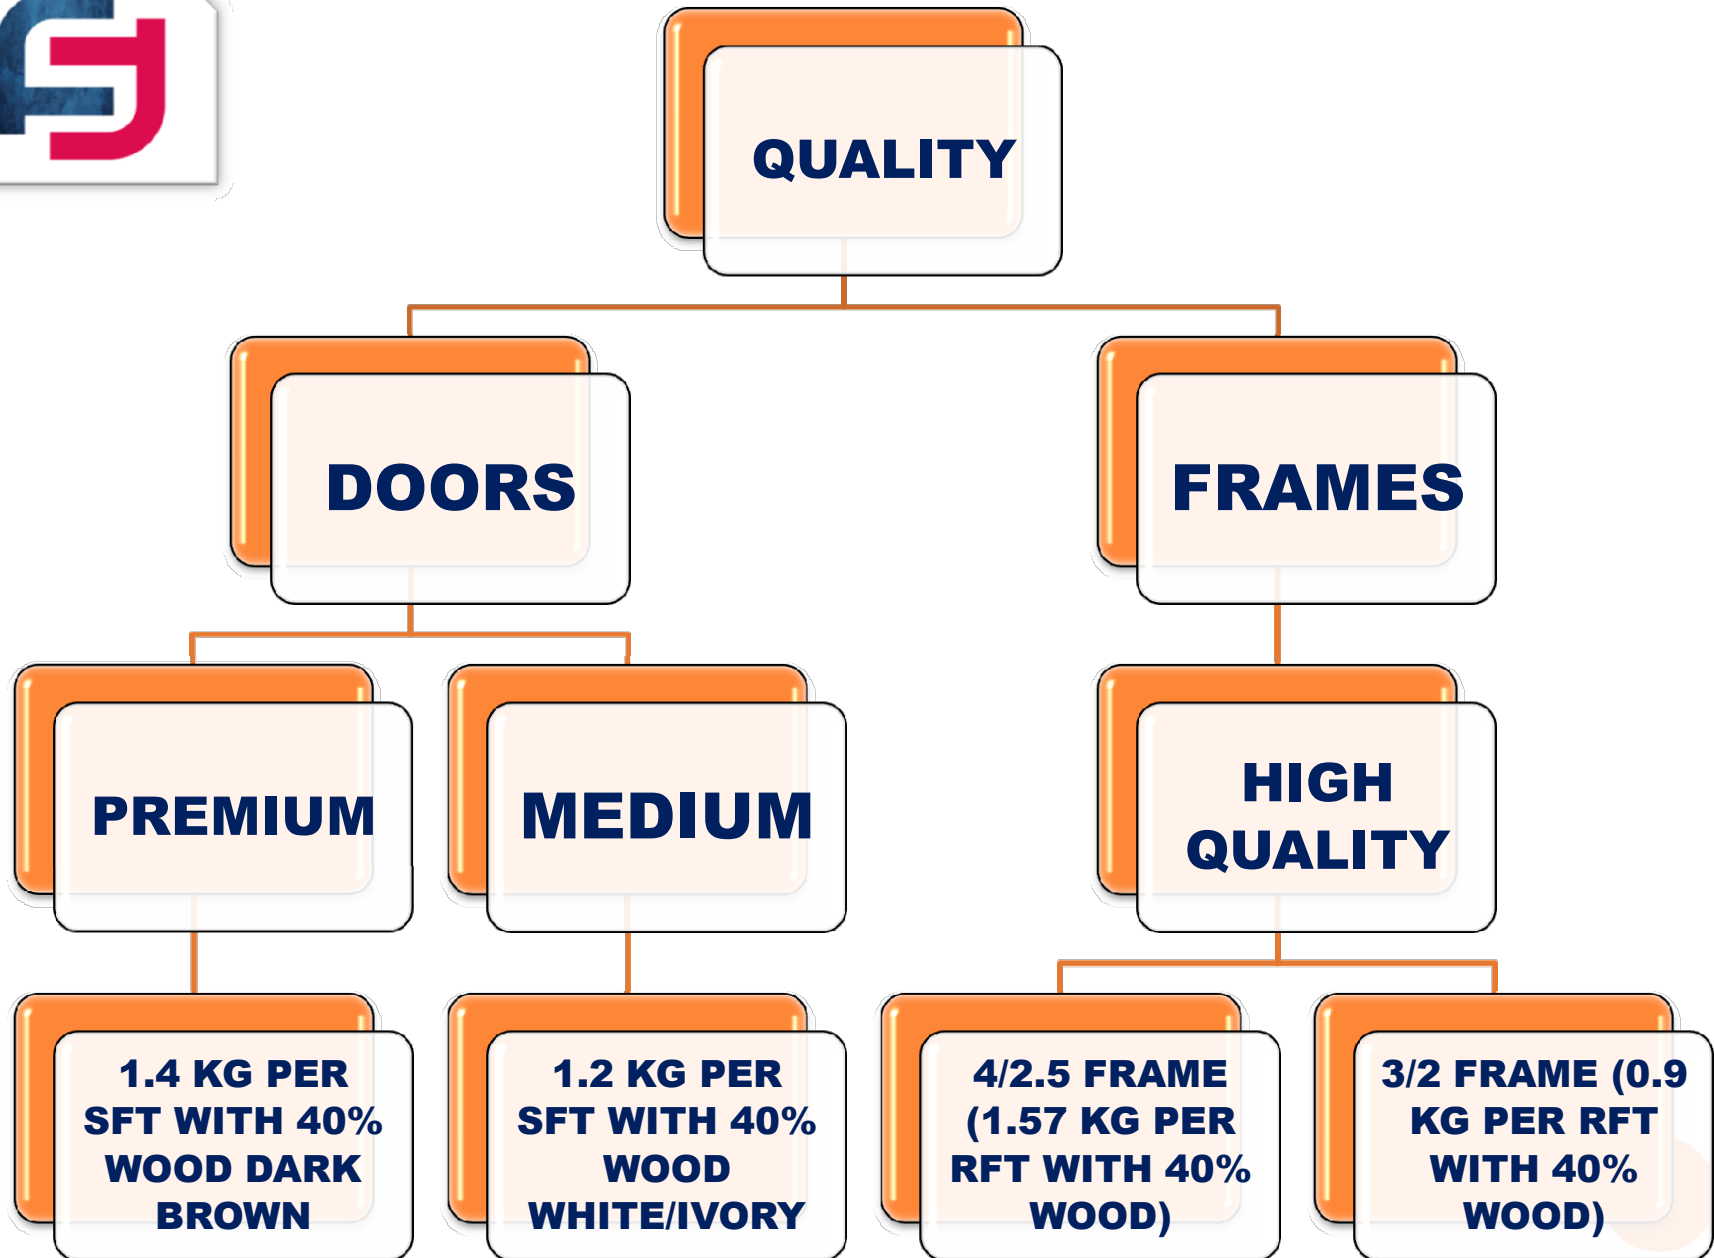 QUALITY
DOORS
FRAMES
PREMIUM
MEDIUM
HIGH
QUALITY
1.4 KG PER
SFT WITH 40%
WOOD DARK
BROWN
1.2 KG PER
SFT WITH 40%
WOOD
WHITE/IVORY
4/2.5 FRAME
(1.57 KG PER
RFT WITH 40%
WOOD)
3/2 FRAME (0.9
KG PER RFT
WITH 40%
WOOD)